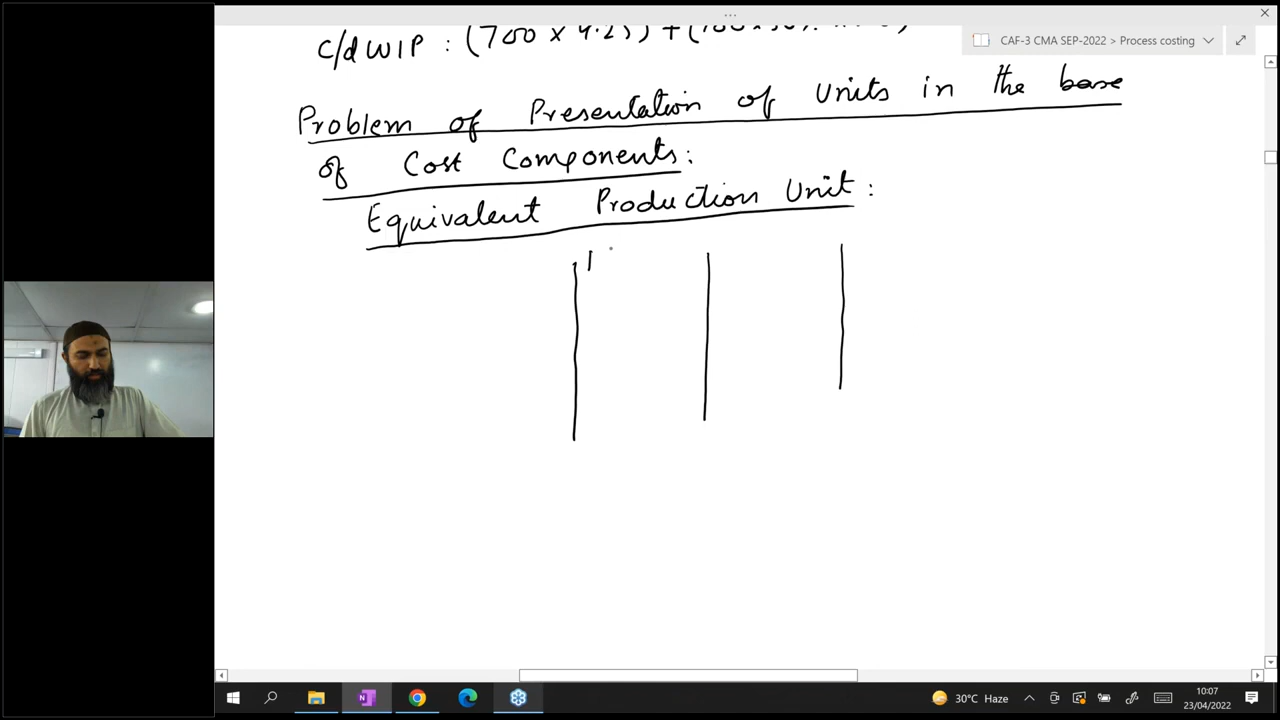 CAF-3 CMA SEP-2022 > Process costing
c/d WIP : (700 x 4.25) + (700 x
Problem of Presentation of Units in the base
of Cost Components:
Equivalent Production Unit:
30°C Haze
10:07
23/04/2022